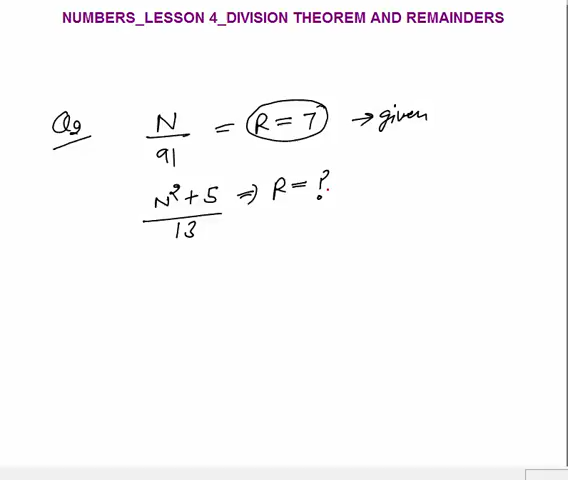 NUMBERS_LESSON 4_DIVISION THEOREM AND REMAINDERS
Q9 N/91 = R = 7 → given
N²+5/13 ⇒ R = ?